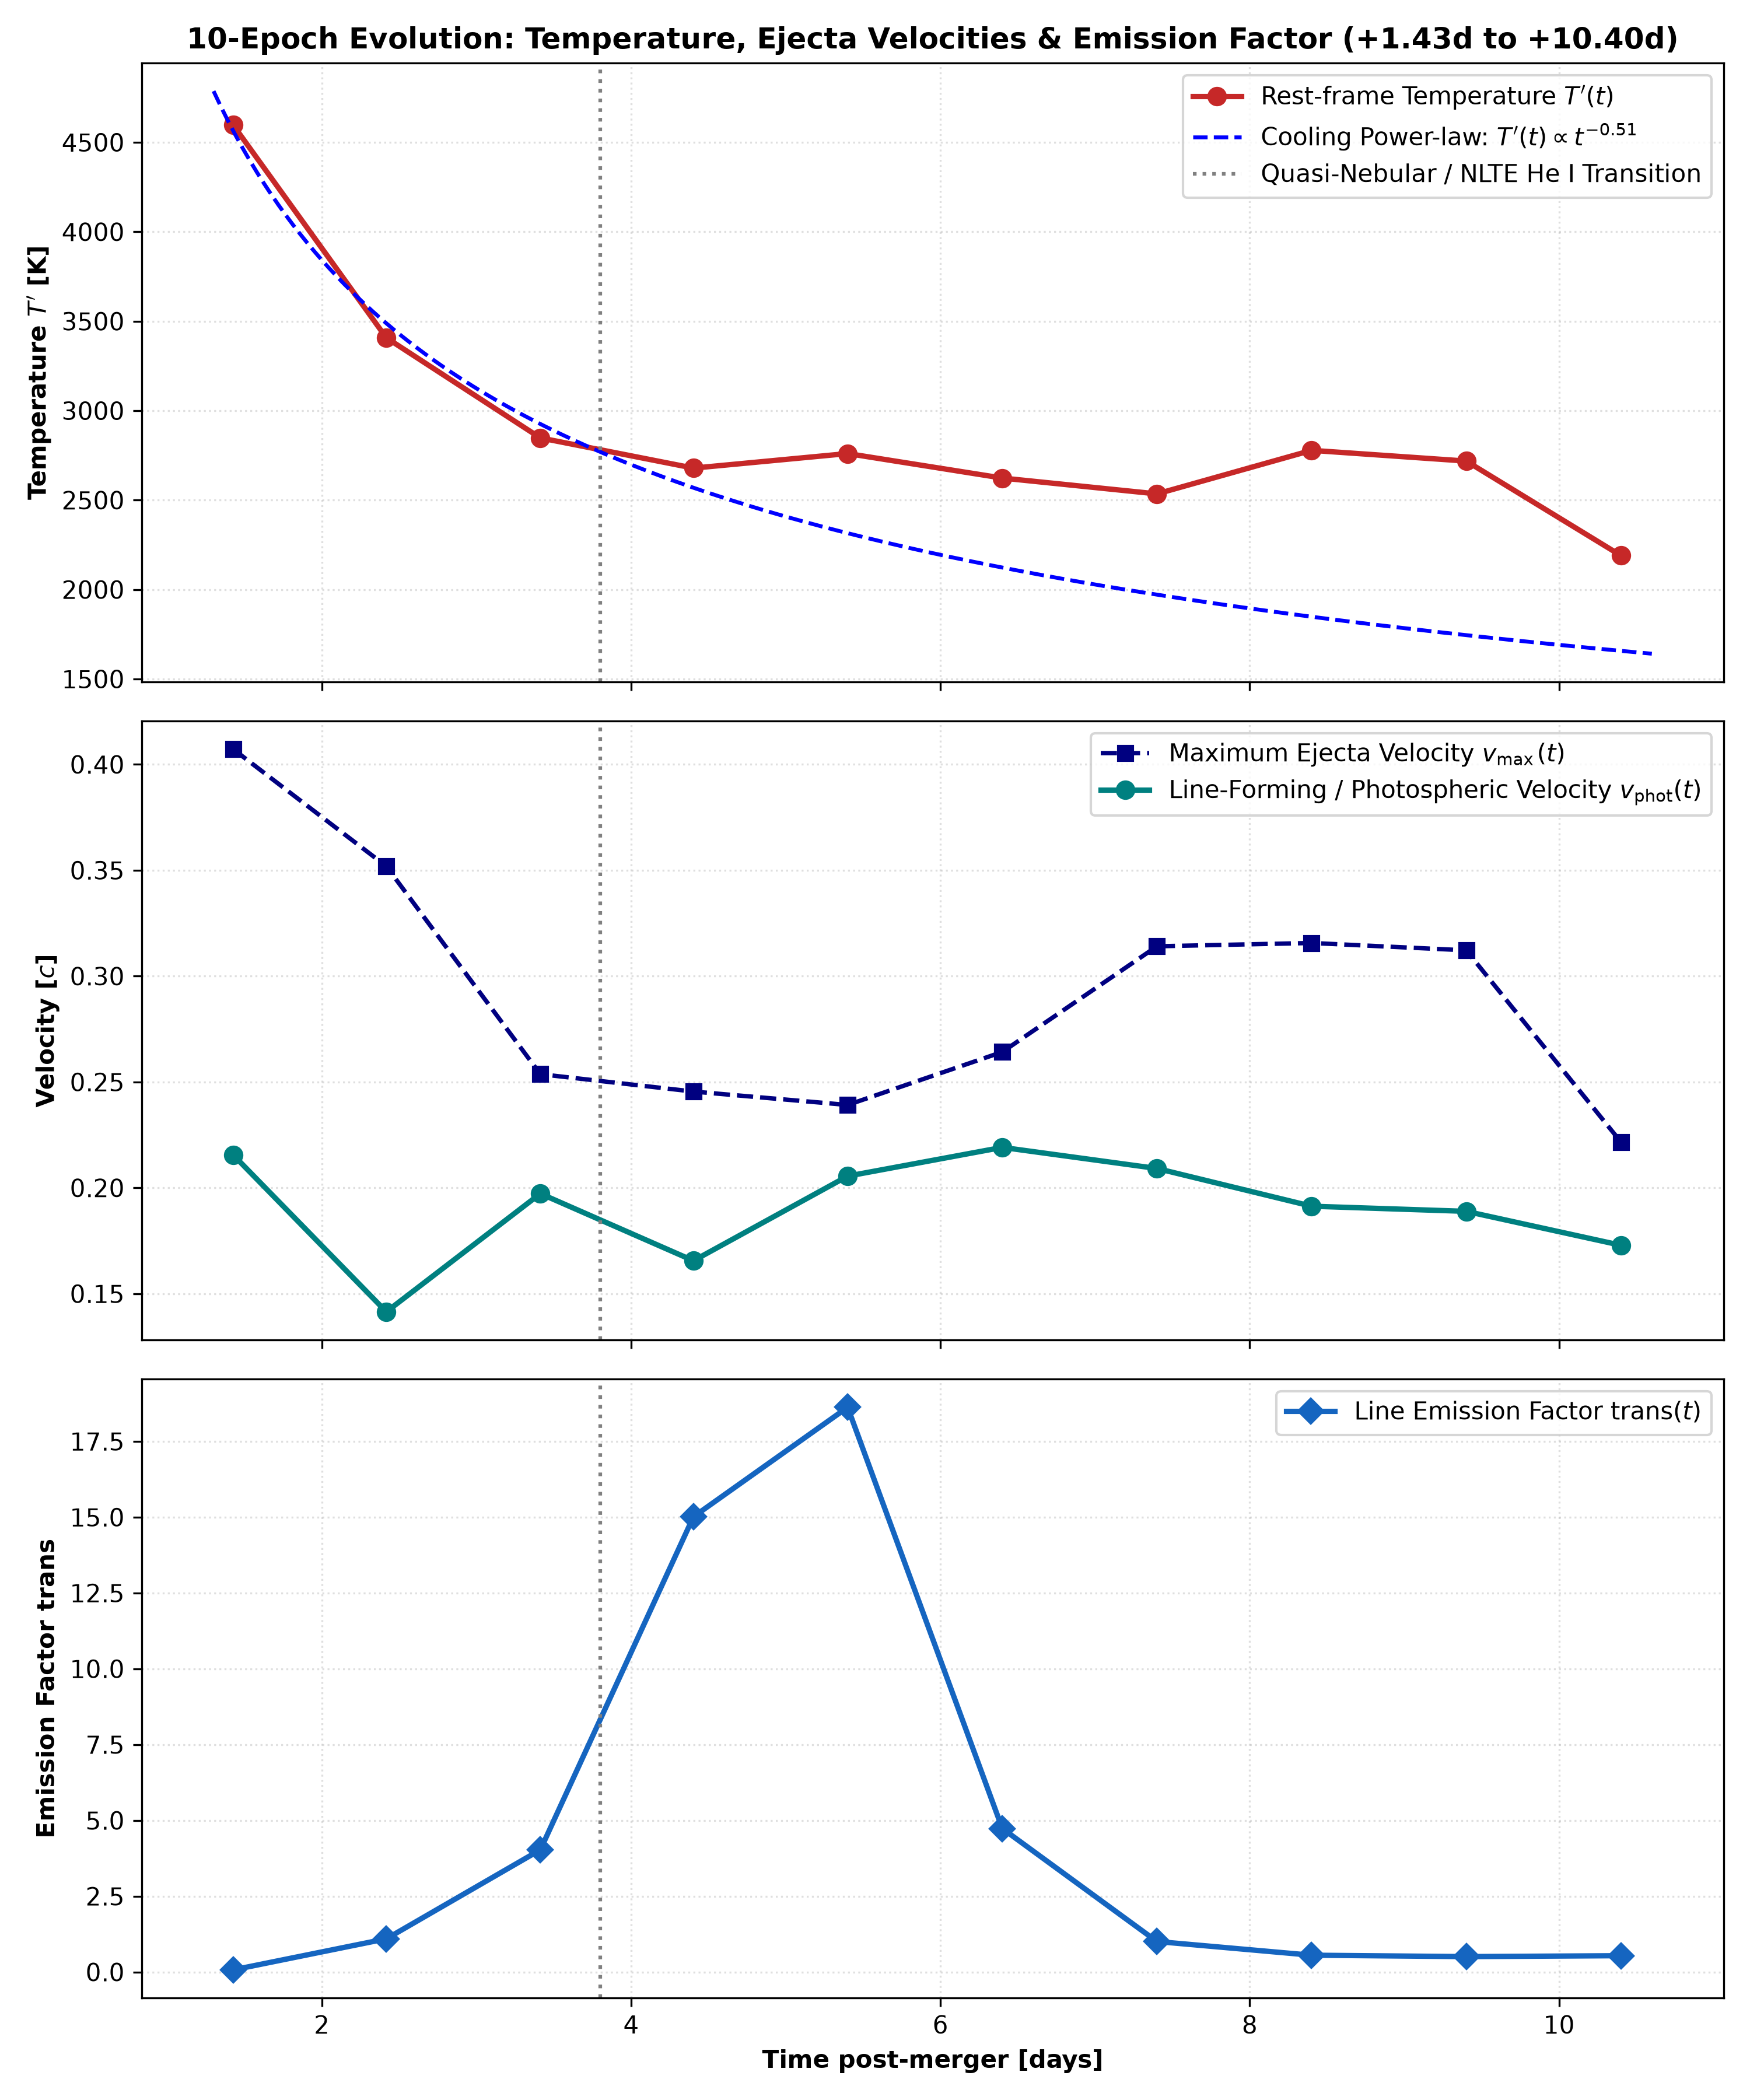 10-Epoch Evolution: Temperature, Ejecta Velocities & Emission Factor (+1.43d to +10.40d)
Temperature T′ [K]
4500
4000
3500
3000
2500
2000
1500
Rest-frame Temperature T′(t)
Cooling Power-law: T′(t) ∝ t⁻⁰·⁵¹
Quasi-Nebular / NLTE He I Transition
Velocity [c]
0.40
0.35
0.30
0.25
0.20
0.15
Maximum Ejecta Velocity v_max(t)
Line-Forming / Photospheric Velocity v_phot(t)
Emission Factor trans
17.5
15.0
12.5
10.0
7.5
5.0
2.5
0.0
Line Emission Factor trans(t)
2 4 6 8 10
Time post-merger [days]